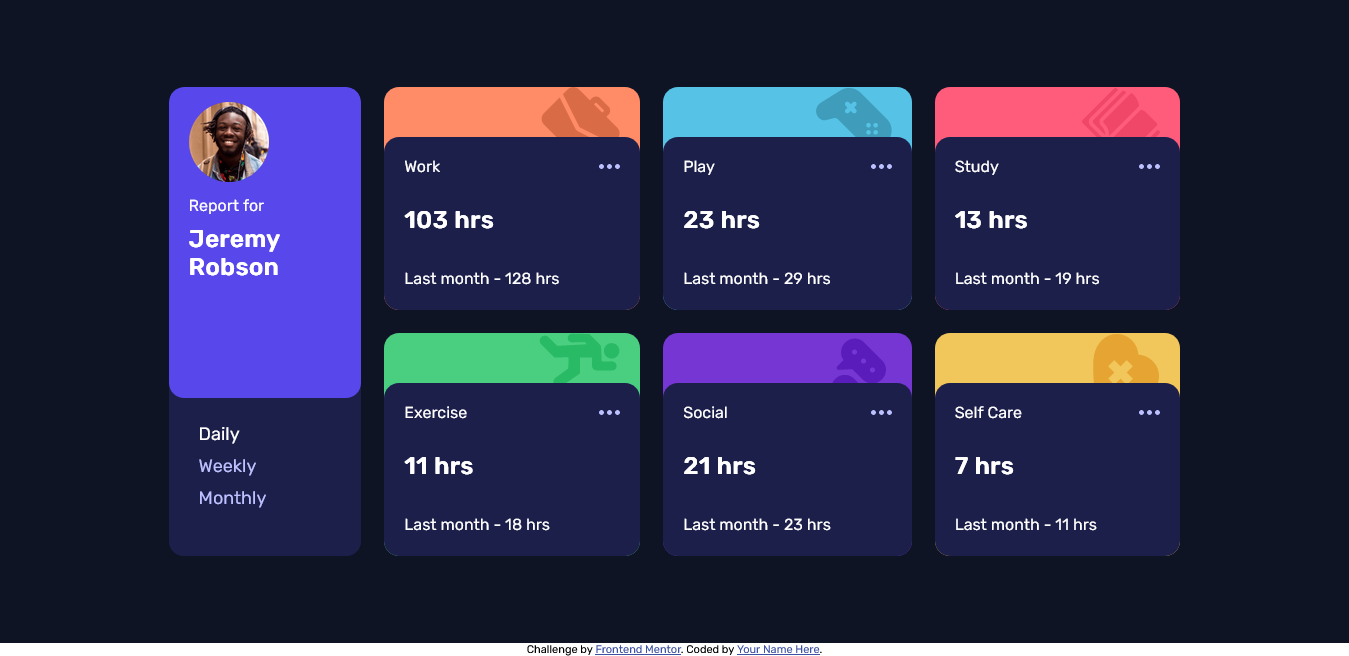 Report for
Jeremy
Robson
Daily
Weekly
Monthly
Work
103 hrs
Last month - 128 hrs
Play
23 hrs
Last month - 29 hrs
Study
13 hrs
Last month - 19 hrs
Exercise
11 hrs
Last month - 18 hrs
Social
21 hrs
Last month - 23 hrs
Self Care
7 hrs
Last month - 11 hrs
Challenge by Frontend Mentor. Coded by Your Name Here.